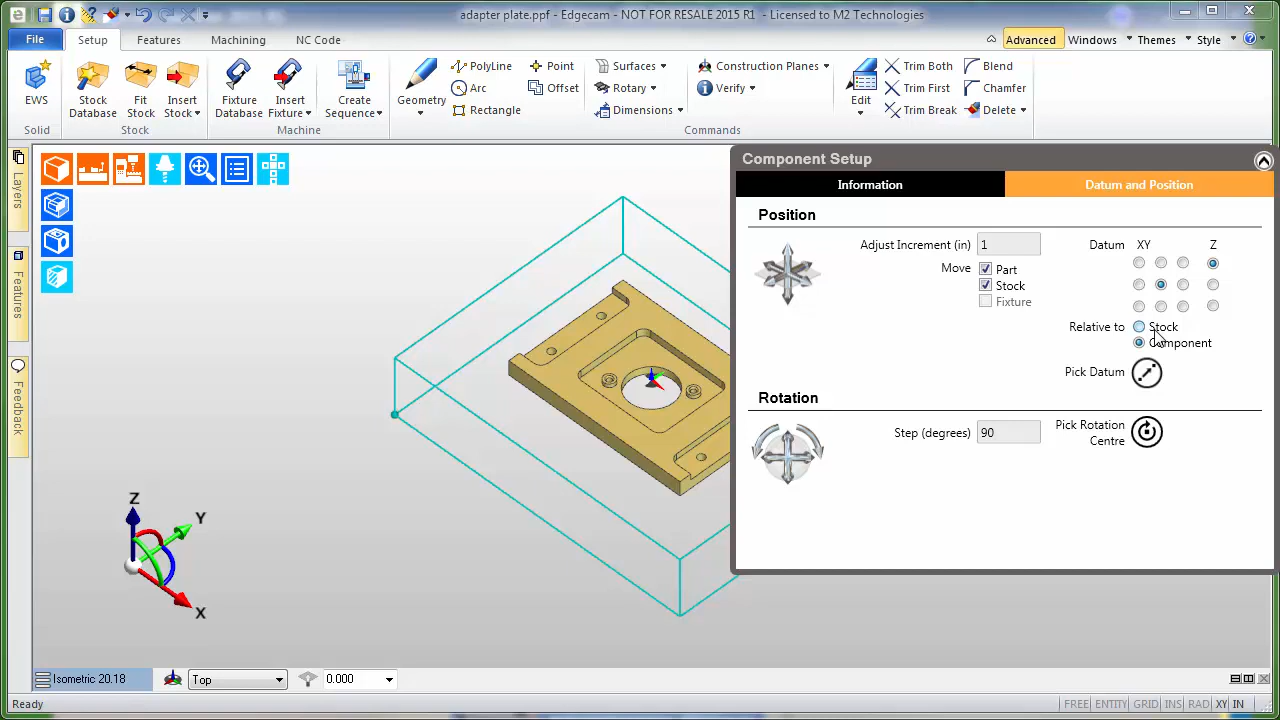 adapter plate.ppf - Edgecam - NOT FOR RESALE 2015 R1 - Licensed to M2 Technologies
File
Setup
Features
Machining
NC Code
Advanced
Windows
Themes
Style
EWS
Stock Database
Fit Stock
Insert Stock
Fixture Database
Insert Fixture
Create Sequence
Geometry
PolyLine
Arc
Rectangle
Point
Offset
Surfaces
Rotary
Dimensions
Construction Planes
Verify
Edit
Trim Both
Trim First
Trim Break
Blend
Chamfer
Delete
Solid
Stock
Machine
Commands
Layers
Features
Feedback
Component Setup
Information
Datum and Position
Position
Adjust Increment (in) 1
Datum XY Z
Move Part
Stock
Fixture
Relative to Stock
Component
Pick Datum
Rotation
Step (degrees) 90
Pick Rotation
Centre
Z
Y
X
Isometric 20.18
Top
0.000
Ready
FREE ENTITY GRID INS RAD XY IN